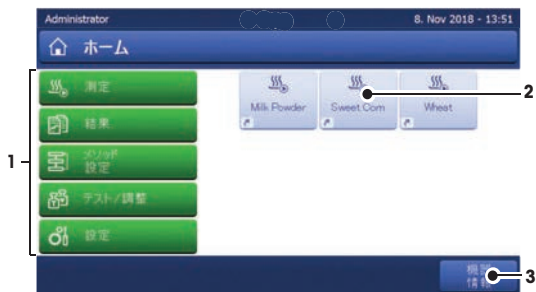 Administrator
8. Nov 2018 - 13:51
ホーム
測定
結果
メソッド
設定
テスト/調整
設定
Milk Powder
Sweet Corn
Wheat
機器
情報
1
2
3